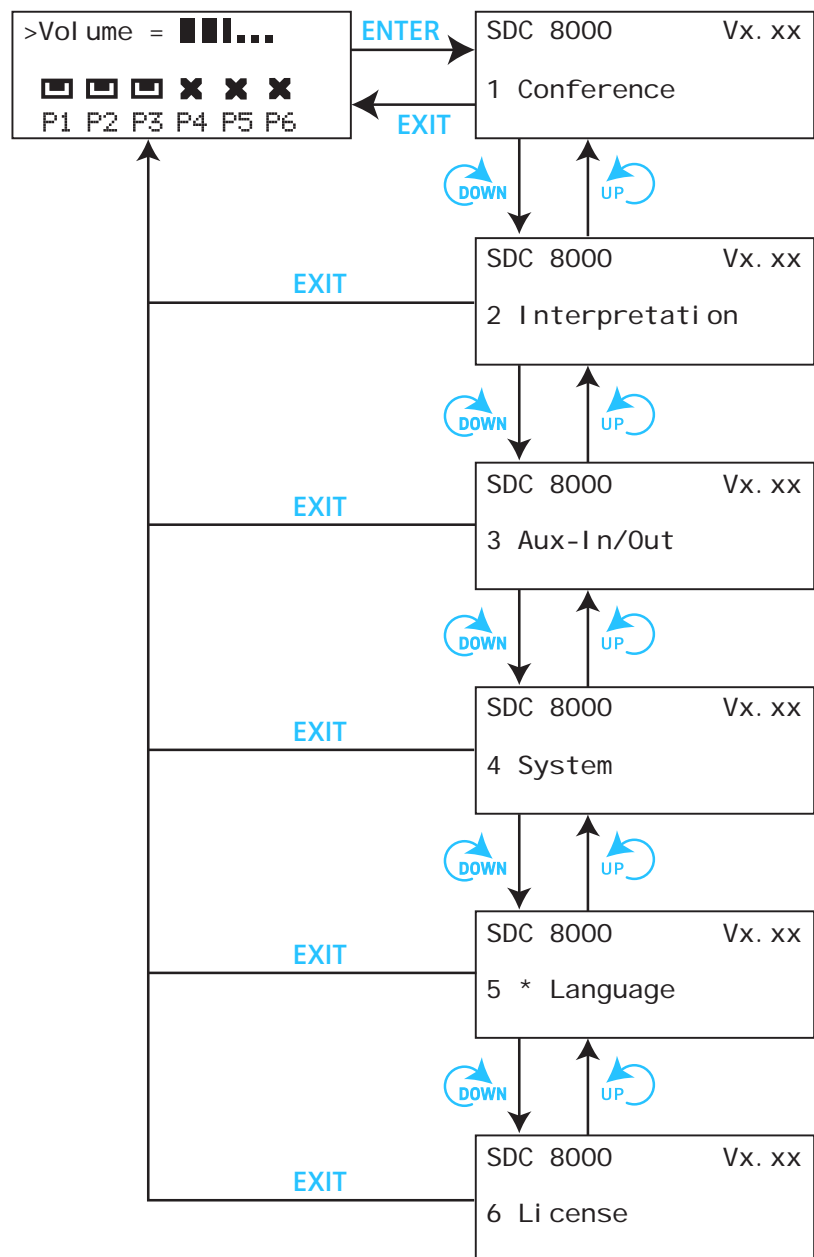 >Volume =
P1 P2 P3 P4 P5 P6
ENTER
EXIT
SDC 8000 Vx.xx
1 Conference
DOWN
UP
SDC 8000 Vx.xx
2 Interpretation
EXIT
DOWN
UP
SDC 8000 Vx.xx
3 Aux-In/Out
EXIT
DOWN
UP
SDC 8000 Vx.xx
4 System
EXIT
DOWN
UP
SDC 8000 Vx.xx
5 * Language
EXIT
DOWN
UP
SDC 8000 Vx.xx
6 License
EXIT